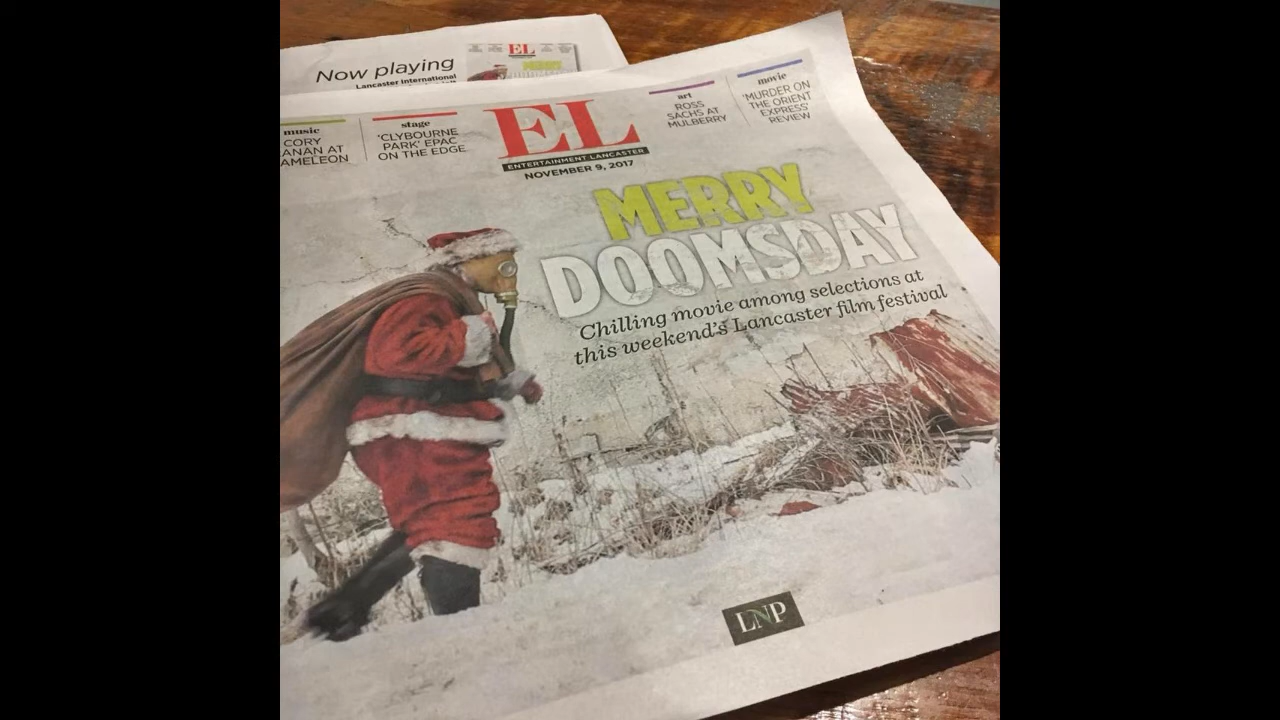 Now playing
Lancaster International
EL
MERRY
music
CORY
ANAN AT
AMELEON
stage
'CLYBOURNE
PARK' EPAC
ON THE EDGE
EL
ENTERTAINMENT LANCASTER
NOVEMBER 9, 2017
art
ROSS
SACHS AT
MULBERRY
movie
'MURDER ON
THE ORIENT
EXPRESS'
REVIEW
MERRY
DOOMSDAY
Chilling movie among selections at
this weekend's Lancaster film festival
LNP